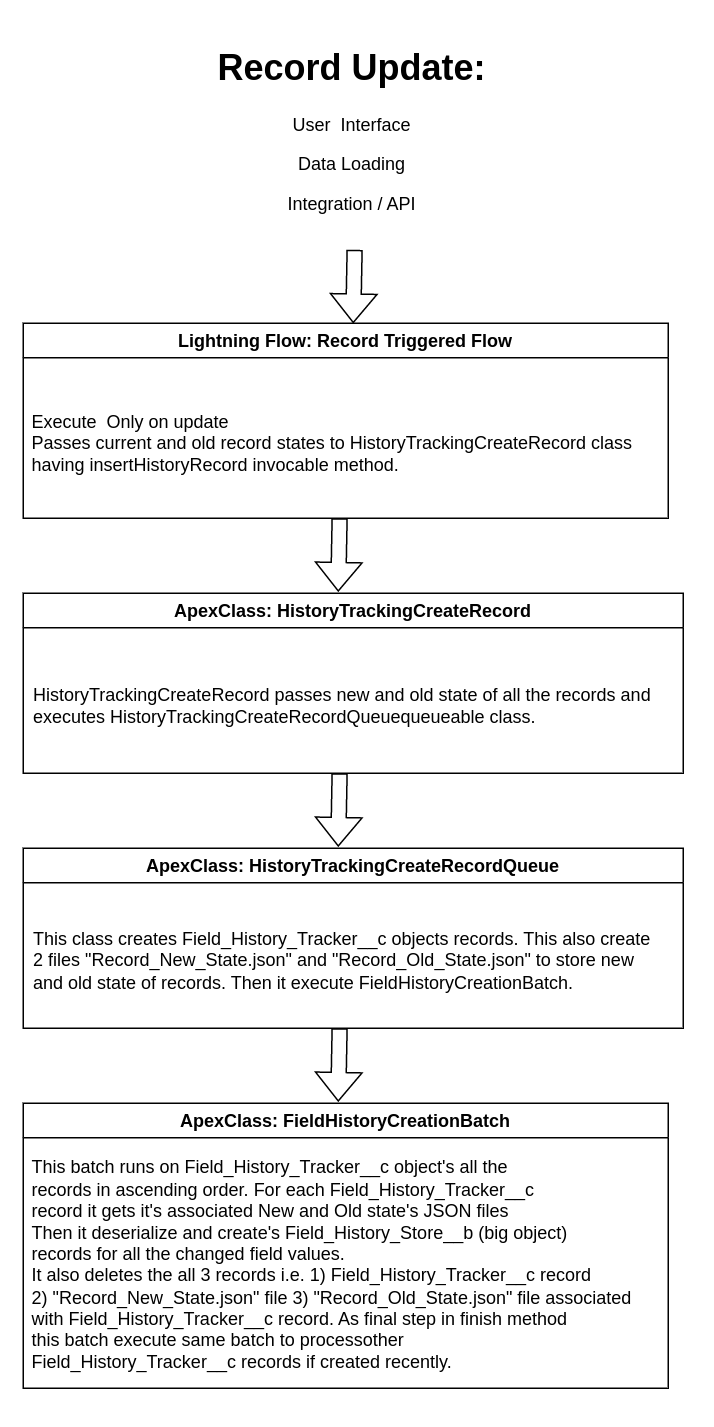 Record Update:
User  Interface
Data Loading
Integration / API
Lightning Flow: Record Triggered Flow
Execute  Only on update
Passes current and old record states to HistoryTrackingCreateRecord class
having insertHistoryRecord invocable method.
ApexClass: HistoryTrackingCreateRecord
HistoryTrackingCreateRecord passes new and old state of all the records and
executes HistoryTrackingCreateRecordQueuequeueable class.
ApexClass: HistoryTrackingCreateRecordQueue
This class creates Field_History_Tracker__c objects records. This also create
2 files "Record_New_State.json" and "Record_Old_State.json" to store new
and old state of records. Then it execute FieldHistoryCreationBatch.
ApexClass: FieldHistoryCreationBatch
This batch runs on Field_History_Tracker__c object's all the
records in ascending order. For each Field_History_Tracker__c
record it gets it's associated New and Old state's JSON files
Then it deserialize and create's Field_History_Store__b (big object)
records for all the changed field values.
It also deletes the all 3 records i.e. 1) Field_History_Tracker__c record
2) "Record_New_State.json" file 3) "Record_Old_State.json" file associated
with Field_History_Tracker__c record. As final step in finish method
this batch execute same batch to processother
Field_History_Tracker__c records if created recently.